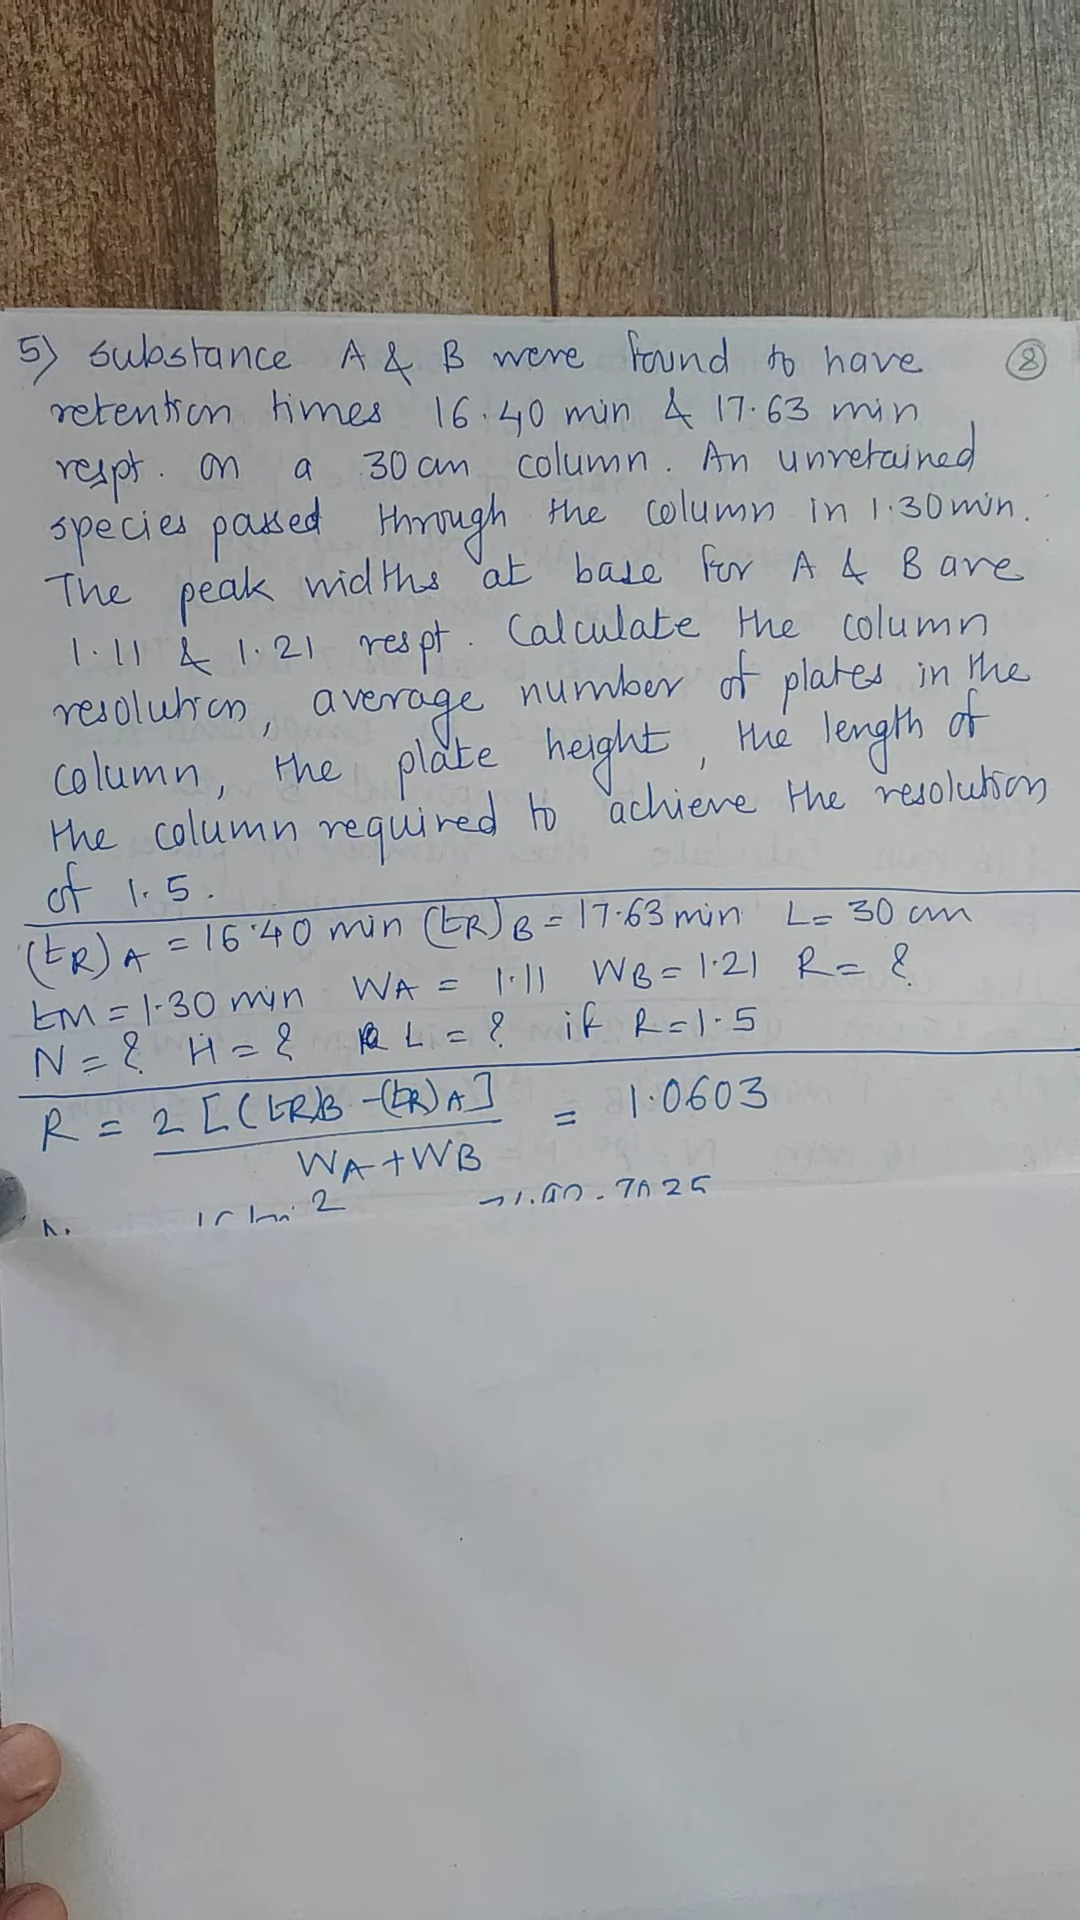 5) substance A & B were found to have
②
retention times 16.40 min & 17.63 min
respt. on a 30 cm column. An unretained
species passed through the column in 1.30 min.
The peak widths at base for A & B are
1.11 & 1.21 respt. Calculate the column
resolution, average number of plates in the
column, the plate height, the length of
the column required to achieve the resolution
of 1.5.
(tR)A = 16.40 min (tR)B = 17.63 min L= 30 cm
tM = 1.30 min WA = 1.11 WB = 1.21 R= ?
N = ? H = ? L = ? if R = 1.5
R = 2 [(tR)B - (tR)A] / WA + WB = 1.0603